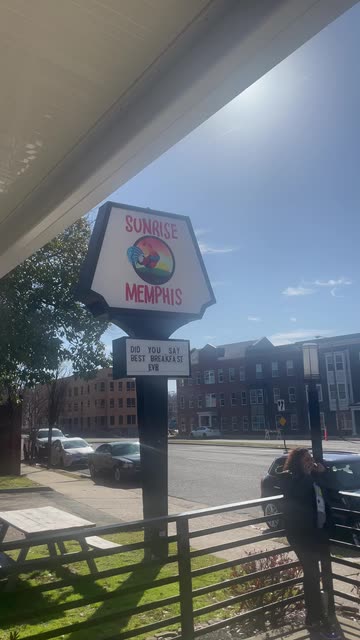 SUNRISE
MEMPHIS
DID YOU SAY
BEST BREAKFAST
EVR